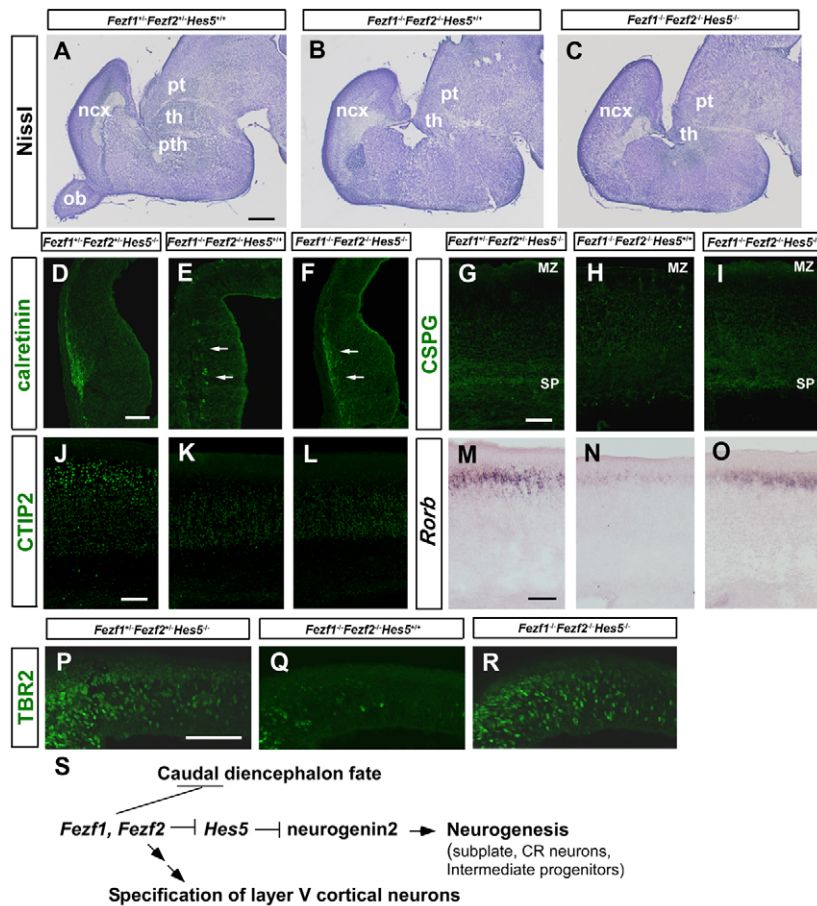 Fezf1+/-Fezf2+/-Hes5+/+
Fezf1-/-Fezf2-/-Hes5+/+
Fezf1-/-Fezf2-/-Hes5-/-
Nissl
A
ncx
pt
th
pth
ob
B
ncx
pt
th
C
ncx
pt
th
Fezf1+/-Fezf2+/-Hes5-/-
Fezf1-/-Fezf2-/-Hes5+/+
Fezf1-/-Fezf2-/-Hes5-/-
Fezf1+/-Fezf2+/-Hes5-/-
Fezf1-/-Fezf2-/-Hes5+/+
Fezf1-/-Fezf2-/-Hes5-/-
calretinin
D
E
F
CSPG
G
MZ
SP
H
MZ
I
MZ
SP
CTIP2
J
K
L
Rorb
M
N
O
Fezf1+/-Fezf2+/-Hes5-/-
Fezf1-/-Fezf2-/-Hes5+/+
Fezf1-/-Fezf2-/-Hes5-/-
TBR2
P
Q
R
S
Caudal diencephalon fate
Fezf1, Fezf2 ⊣ Hes5 ⊣ neurogenin2 → Neurogenesis
(subplate, CR neurons,
Intermediate progenitors)
Specification of layer V cortical neurons